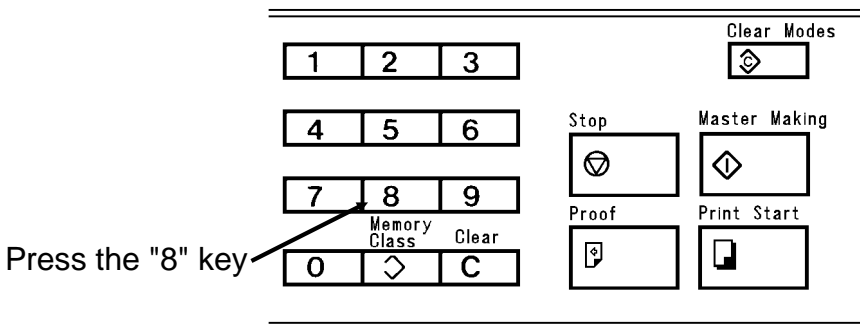 Clear Modes
C
1 2 3
4 5 6
Stop
Master Making
7 8 9
Proof
Print Start
Memory
Class
Clear
Press the "8" key
0 C